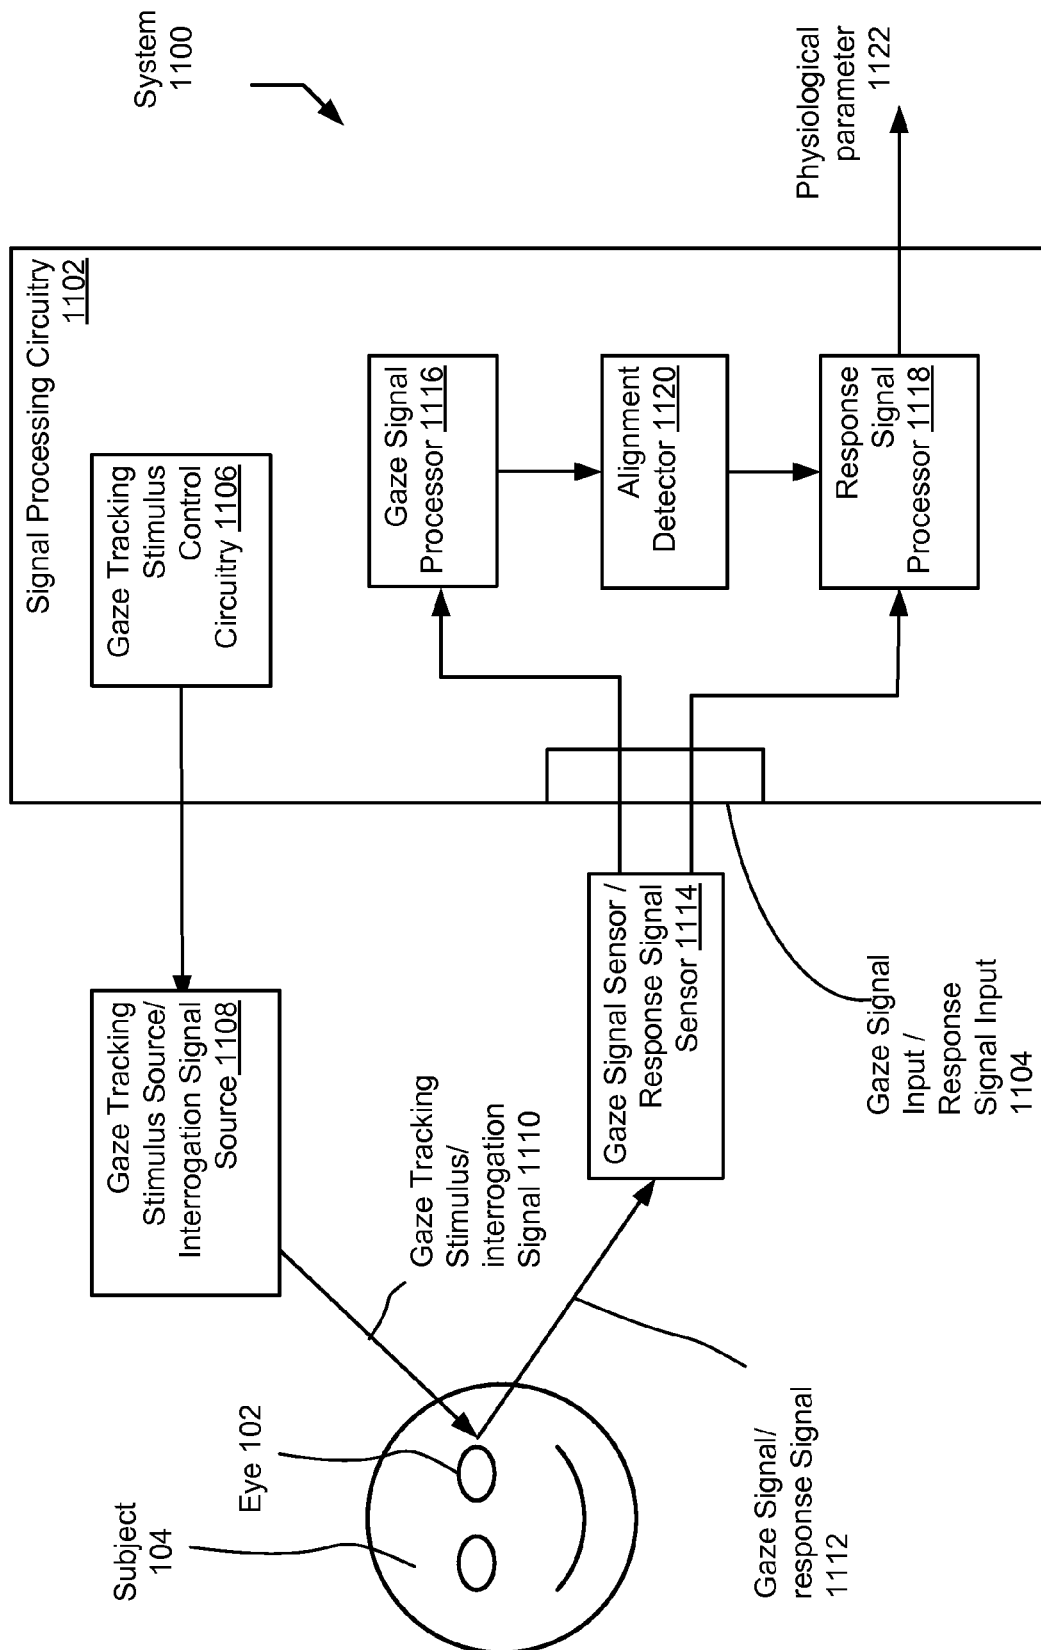 System
1100
Signal Processing Circuitry
1102
Gaze Tracking
Stimulus Source/
Interrogation Signal
Source 1108
Gaze Tracking
Stimulus
Control
Circuitry 1106
Subject
104
Eye 102
Gaze Tracking
Stimulus/
interrogation
Signal 1110
Gaze Signal
Processor 1116
Alignment
Detector 1120
Gaze Signal Sensor /
Response Signal
Sensor 1114
Response
Signal
Processor 1118
Physiological
parameter
1122
Gaze Signal/
response Signal
1112
Gaze Signal
Input /
Response
Signal Input
1104